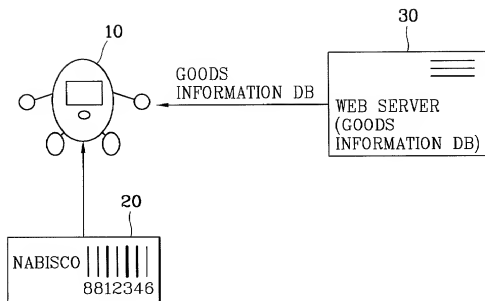 10
30
GOODS
INFORMATION DB
WEB SERVER
(GOODS
INFORMATION DB)
20
NABISCO
8812346